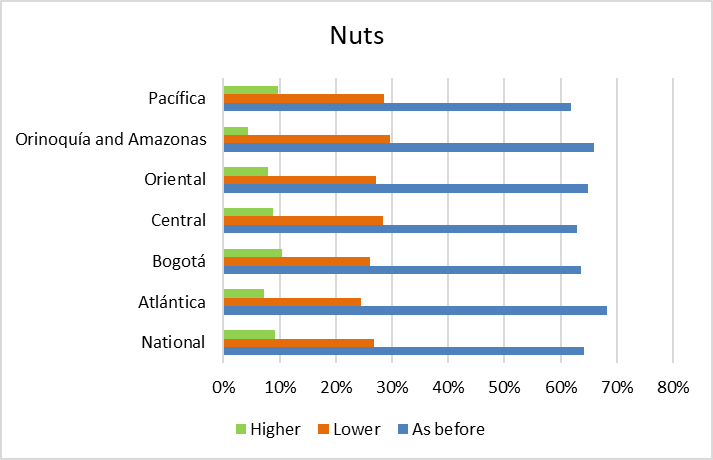 Nuts
Pacífica
Orinoquía and Amazonas
Oriental
Central
Bogotá
Atlántica
National
0% 10% 20% 30% 40% 50% 60% 70% 80%
Higher Lower As before